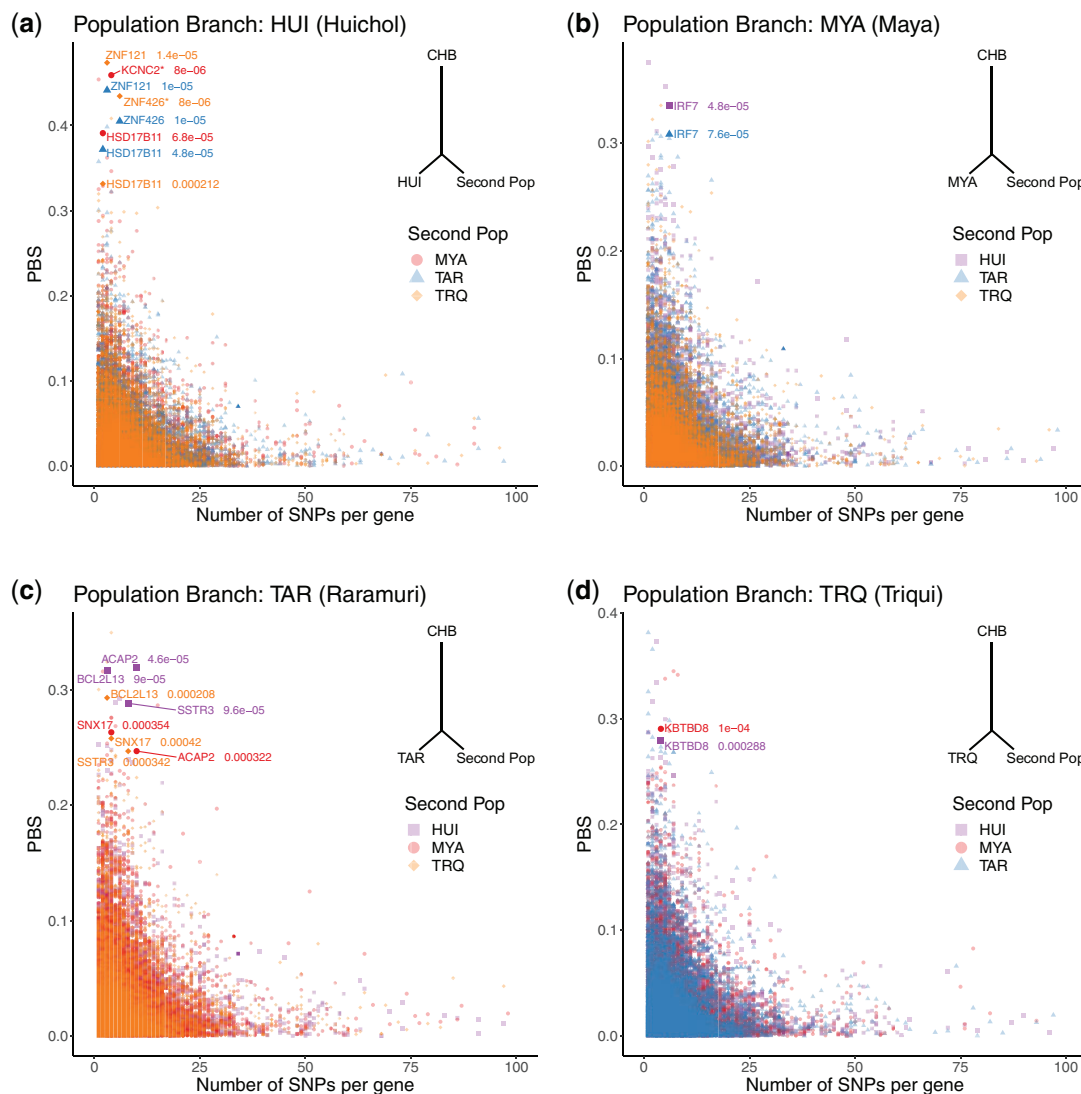 (a) Population Branch: HUI (Huichol)
ZNF121 1.4e−05
KCNC2* 8e−06
ZNF121 1e−05
ZNF426* 8e−06
ZNF426 1e−05
HSD17B11 6.8e−05
HSD17B11 4.8e−05
HSD17B11 0.000212
CHB
HUI
Second Pop
Second Pop
MYA
TAR
TRQ
PBS
0.4
0.3
0.2
0.1
0.0
0 25 50 75 100
Number of SNPs per gene
(b) Population Branch: MYA (Maya)
IRF7 4.8e−05
IRF7 7.6e−05
CHB
MYA
Second Pop
Second Pop
HUI
TAR
TRQ
PBS
0.3
0.2
0.1
0.0
0 25 50 75 100
Number of SNPs per gene
(c) Population Branch: TAR (Raramuri)
ACAP2 4.6e−05
BCL2L13 9e−05
BCL2L13 0.000208
SSTR3 9.6e−05
SNX17 0.000354
SNX17 0.00042
ACAP2 0.000322
SSTR3 0.000342
CHB
TAR
Second Pop
Second Pop
HUI
MYA
TRQ
PBS
0.3
0.2
0.1
0.0
0 25 50 75 100
Number of SNPs per gene
(d) Population Branch: TRQ (Triqui)
KBTBD8 1e−04
KBTBD8 0.000288
CHB
TRQ
Second Pop
Second Pop
HUI
MYA
TAR
PBS
0.4
0.3
0.2
0.1
0.0
0 25 50 75 100
Number of SNPs per gene